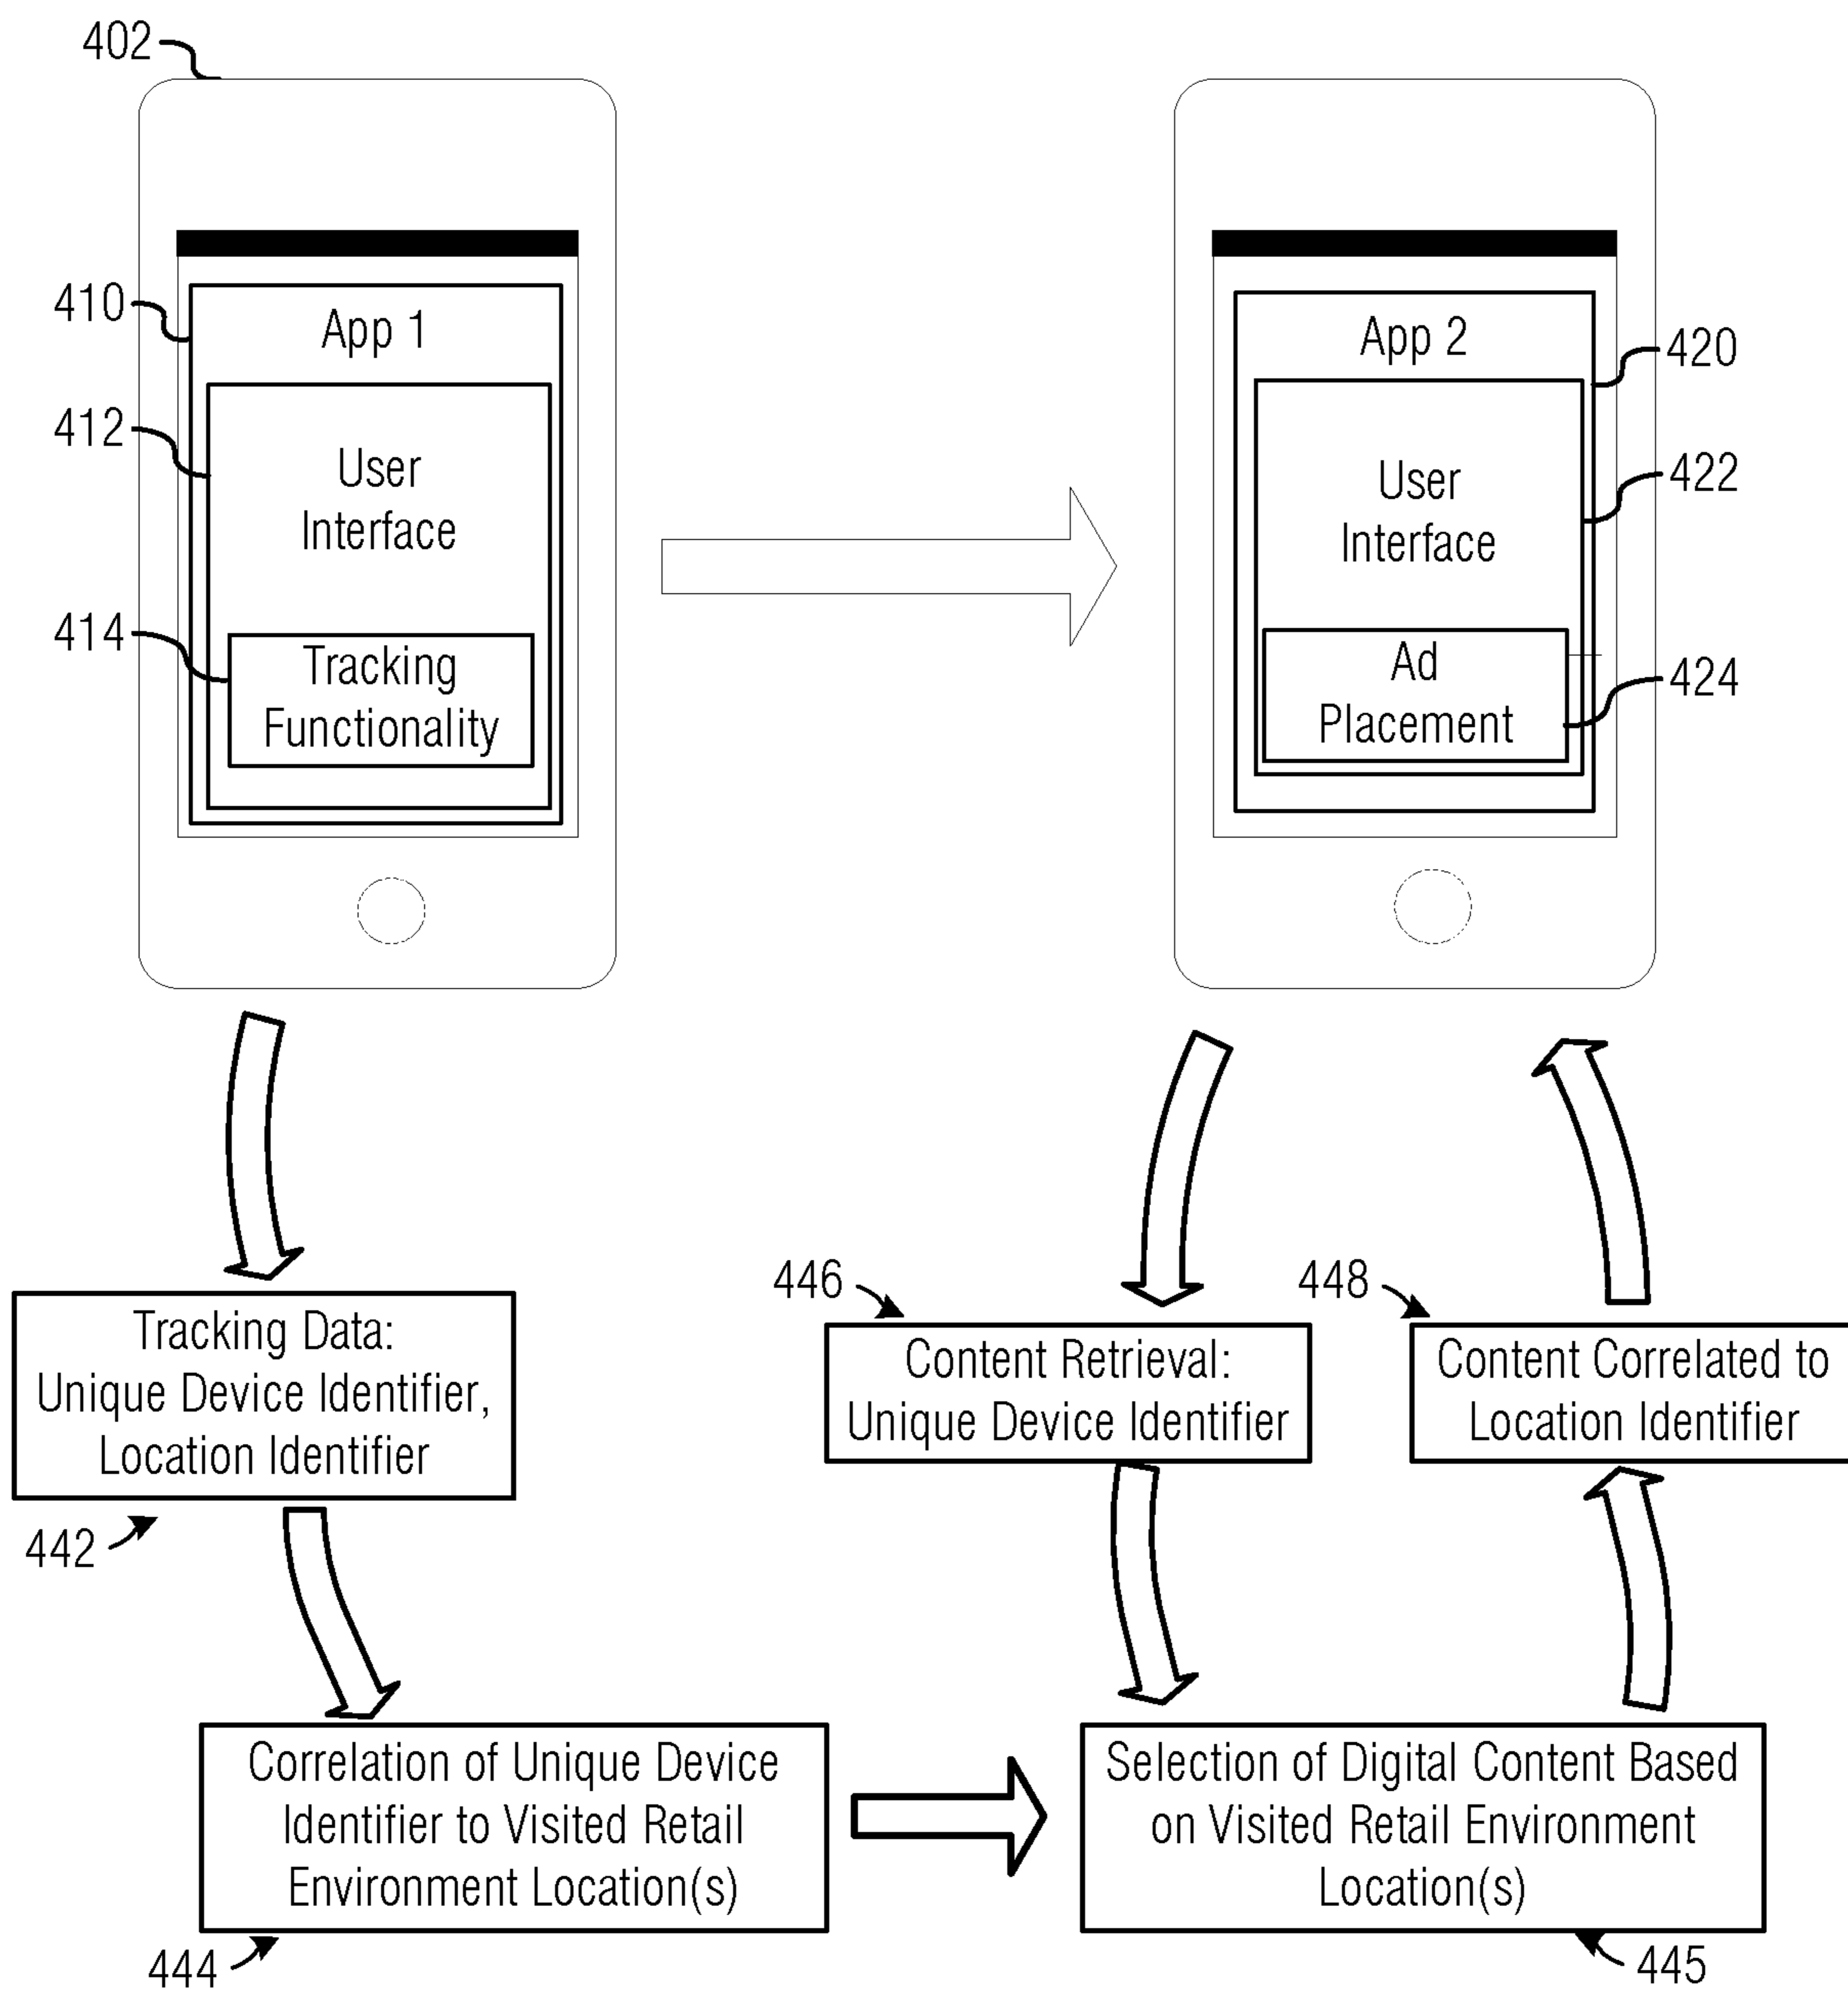 402
410
App 1
412
User
Interface
414
Tracking
Functionality
App 2
420
User
Interface
422
Ad
Placement
424
Tracking Data:
Unique Device Identifier,
Location Identifier
442
446
Content Retrieval:
Unique Device Identifier
448
Content Correlated to
Location Identifier
Correlation of Unique Device
Identifier to Visited Retail
Environment Location(s)
444
Selection of Digital Content Based
on Visited Retail Environment
Location(s)
445